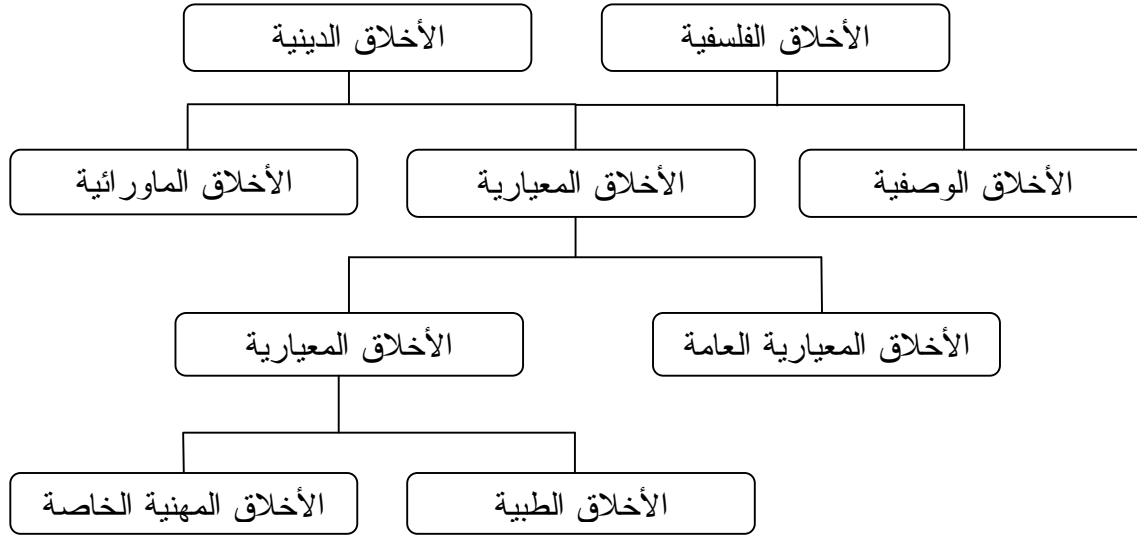 الأخلاق الفلسفية
الأخلاق الدينية
الأخلاق الوصفية
الأخلاق المعيارية
الأخلاق الماورائية
الأخلاق المعيارية العامة
الأخلاق المعيارية
الأخلاق الطبية
الأخلاق المهنية الخاصة